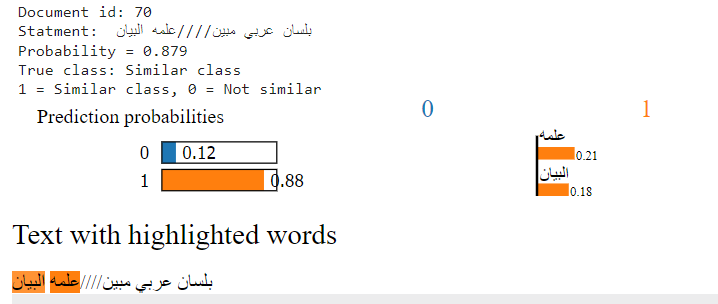 Document id: 70
Statment: بلسان عربي مبين////علمه البيان
Probability = 0.879
True class: Similar class
1 = Similar class, 0 = Not similar
Prediction probabilities
0 1
0 0.12
1 0.88
علمه
0.21
البيان
0.18
Text with highlighted words
بلسان عربي مبين////علمه البيان